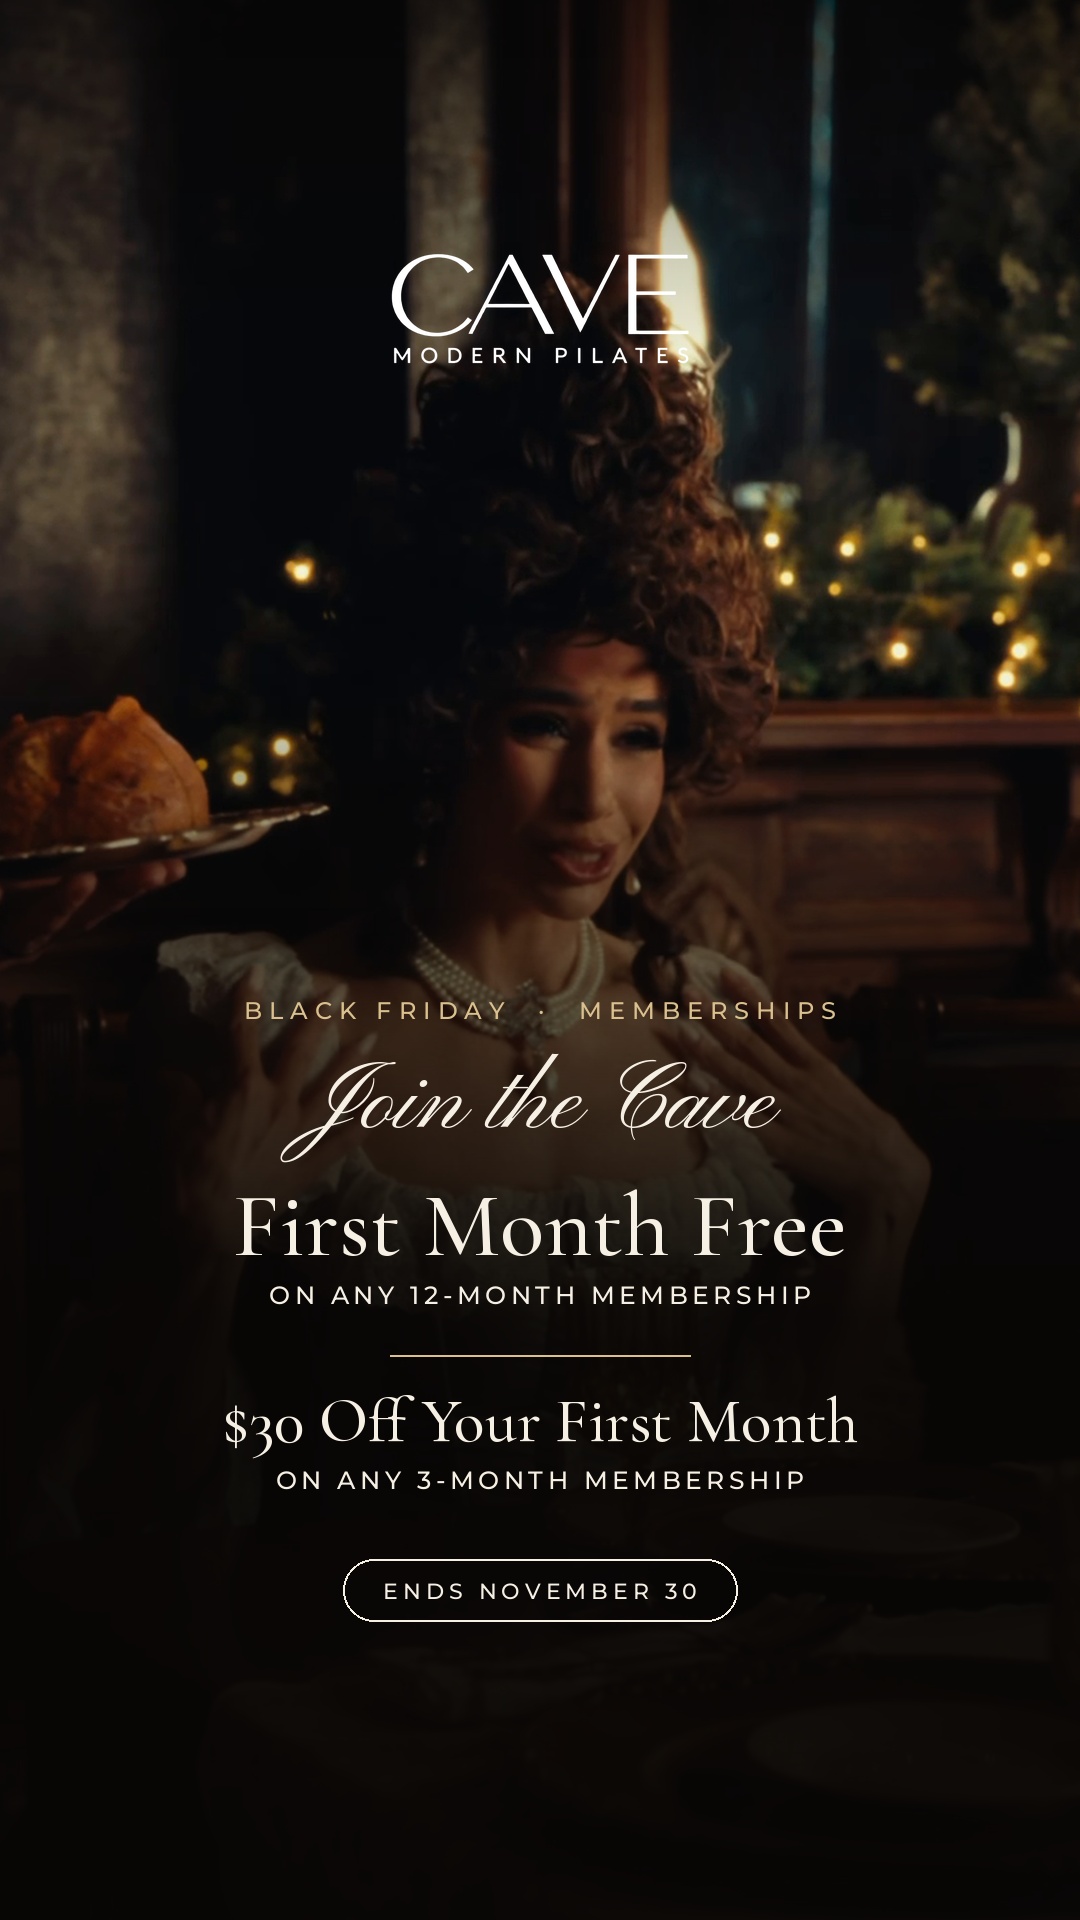 CAVE
MODERN PILATES
BLACK FRIDAY · MEMBERSHIPS
Join the Cave
First Month Free
ON ANY 12-MONTH MEMBERSHIP
$30 Off Your First Month
ON ANY 3-MONTH MEMBERSHIP
ENDS NOVEMBER 30